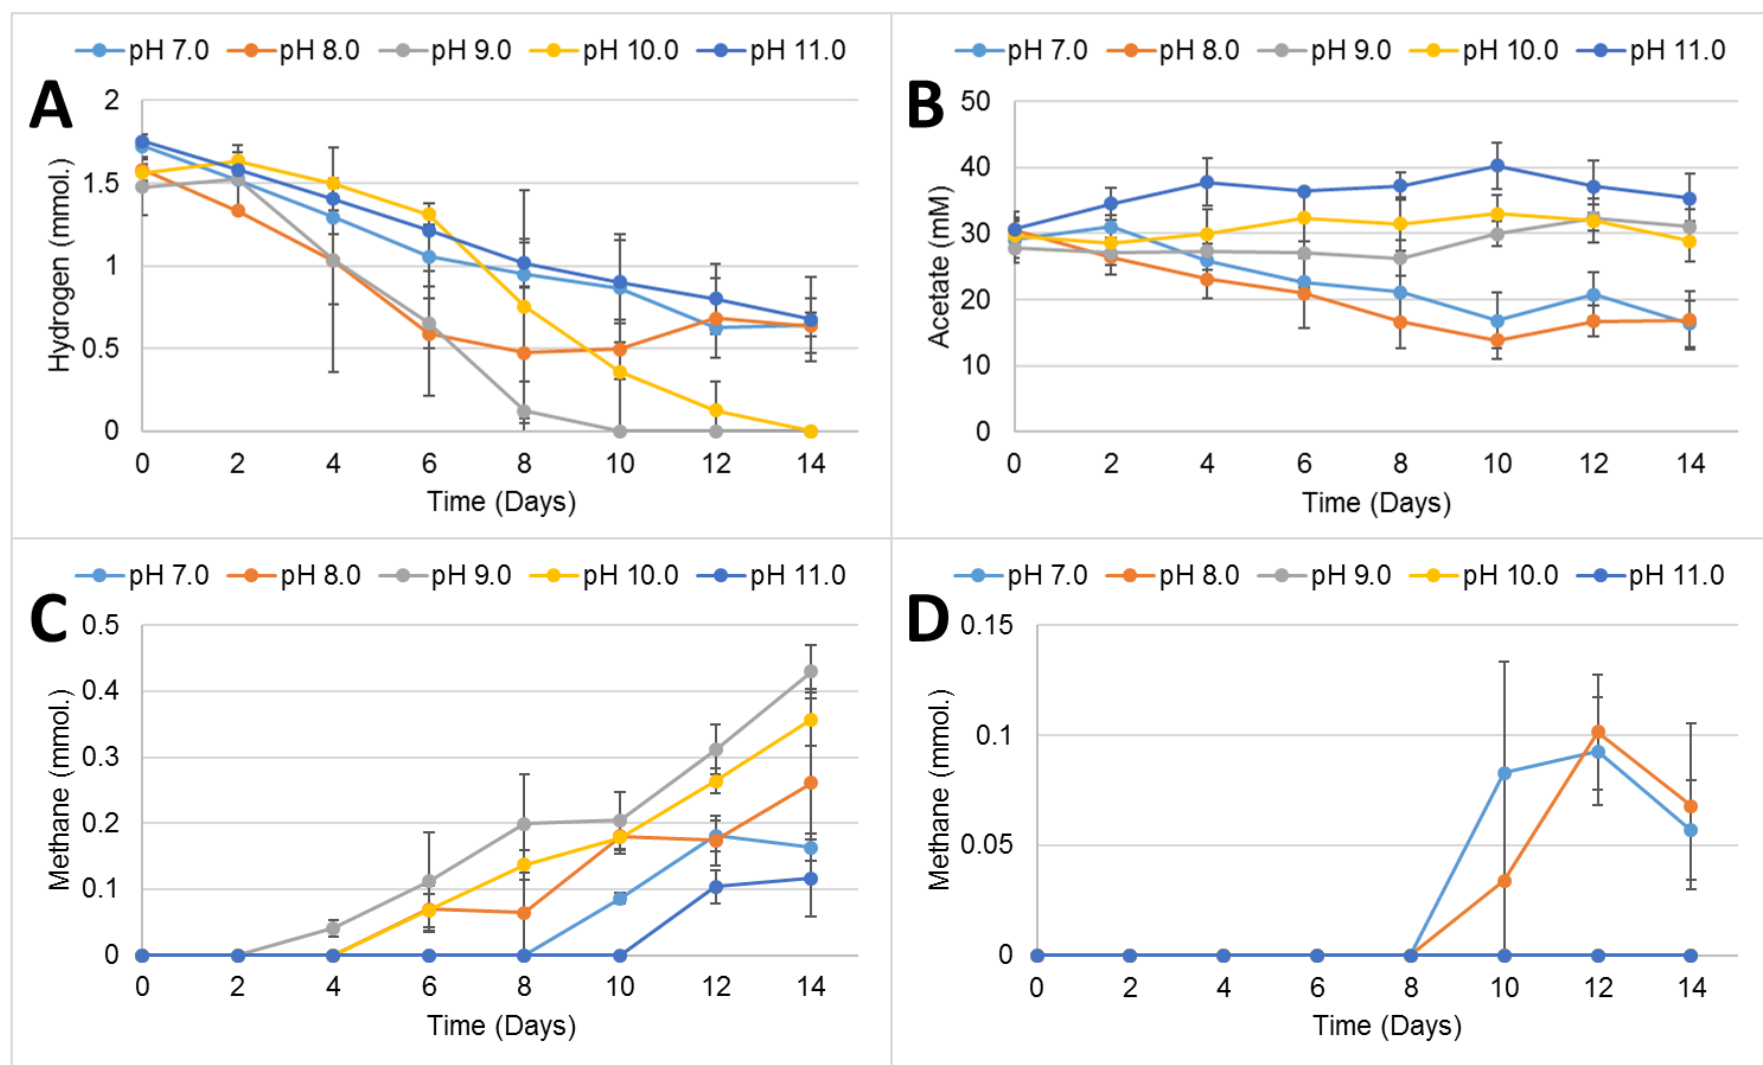 pH 7.0 pH 8.0 pH 9.0 pH 10.0 pH 11.0
A
2
1.5
1
0.5
0
Hydrogen (mmol.)
0 2 4 6 8 10 12 14
Time (Days)
pH 7.0 pH 8.0 pH 9.0 pH 10.0 pH 11.0
B
50
40
30
20
10
0
Acetate (mM)
0 2 4 6 8 10 12 14
Time (Days)
pH 7.0 pH 8.0 pH 9.0 pH 10.0 pH 11.0
C
0.5
0.4
0.3
0.2
0.1
0
Methane (mmol.)
0 2 4 6 8 10 12 14
Time (Days)
pH 7.0 pH 8.0 pH 9.0 pH 10.0 pH 11.0
D
0.15
0.1
0.05
0
Methane (mmol.)
0 2 4 6 8 10 12 14
Time (Days)